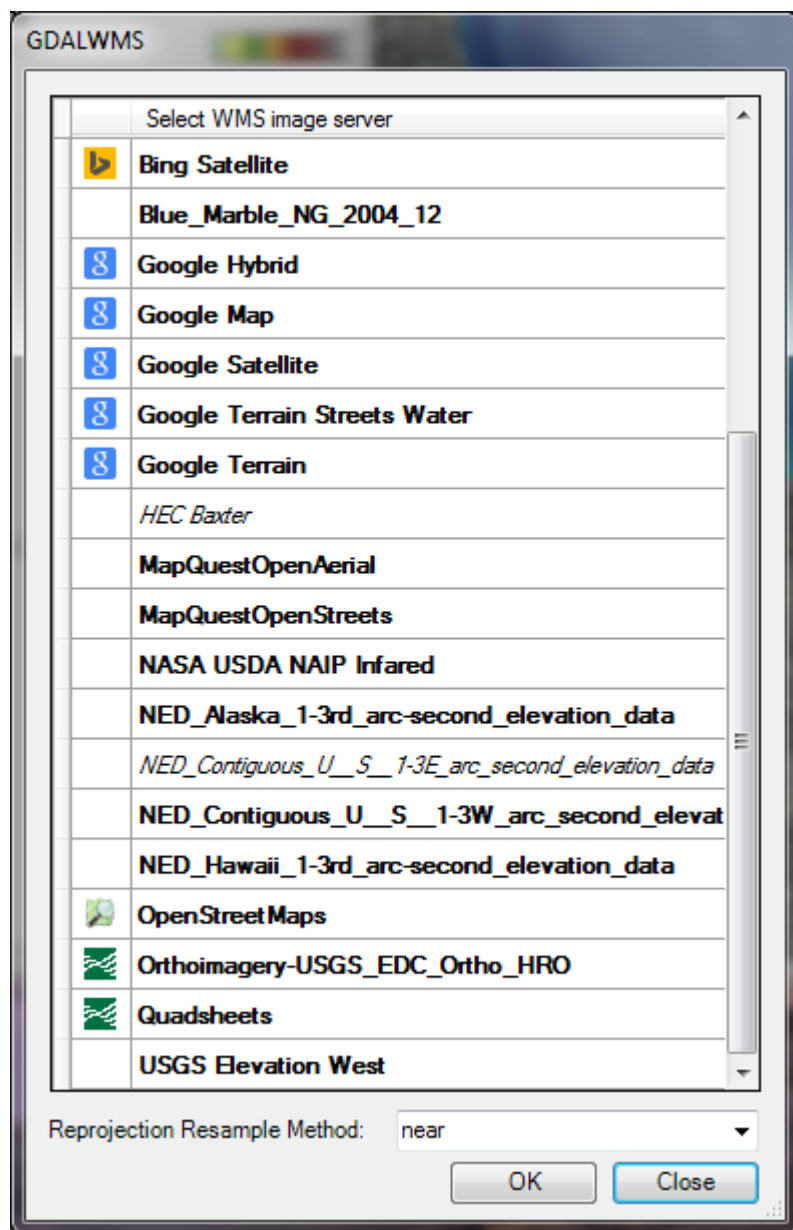 GDALWMS
Select WMS image server
Bing Satellite
Blue_Marble_NG_2004_12
Google Hybrid
Google Map
Google Satellite
Google Terrain Streets Water
Google Terrain
HEC Baxter
MapQuestOpenAerial
MapQuestOpenStreets
NASA USDA NAIP Infared
NED_Alaska_1-3rd_arc-second_elevation_data
NED_Contiguous_U__S__1-3E_arc_second_elevation_data
NED_Contiguous_U__S__1-3W_arc_second_elevat
NED_Hawaii_1-3rd_arc-second_elevation_data
OpenStreetMaps
Orthoimagery-USGS_EDC_Ortho_HRO
Quadsheets
USGS Elevation West
Reprojection Resample Method: near
OK Close